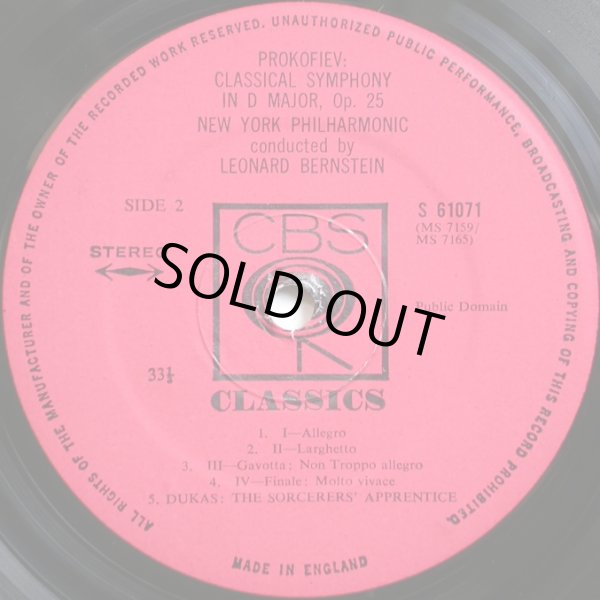 ALL RIGHTS OF THE MANUFACTURER AND OF THE OWNER OF THE RECORDED WORK RESERVED. UNAUTHORIZED PUBLIC PERFORMANCE, BROADCASTING AND COPYING OF THIS RECORD PROHIBITED.
PROKOFIEV:
CLASSICAL SYMPHONY
IN D MAJOR, Op. 25
NEW YORK PHILHARMONIC
conducted by
LEONARD BERNSTEIN
SIDE 2
S 61071
(MS 7159/
MS 7165)
CBS
STEREO
SOLD OUT
Public Domain
33⅓
CLASSICS
1. I—Allegro
2. II—Larghetto
3. III—Gavotta: Non Troppo allegro
4. IV—Finale: Molto vivace
5. DUKAS: THE SORCERERS' APPRENTICE
MADE IN ENGLAND